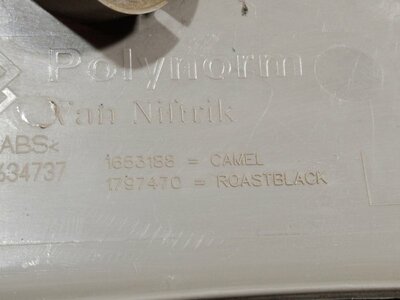 Polynorm
Van Niftrik
ABS<
634737
1653188 = CAMEL
1797470 = ROASTBLACK